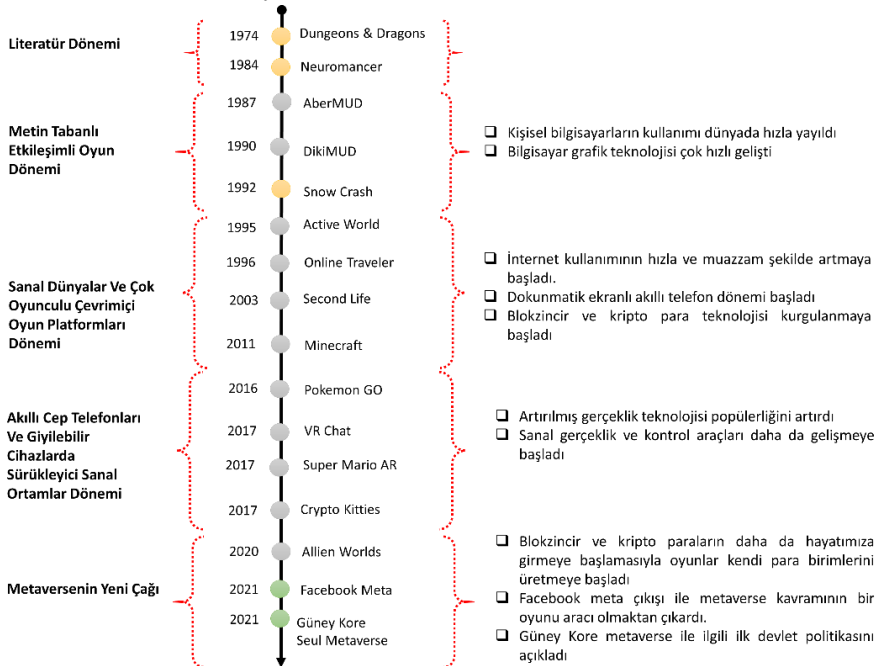 Literatür Dönemi
1974 Dungeons & Dragons
1984 Neuromancer
Metin Tabanlı
Etkileşimli Oyun
Dönemi
1987 AberMUD
1990 DikiMUD
1992 Snow Crash
❑ Kişisel bilgisayarların kullanımı dünyada hızla yayıldı
❑ Bilgisayar grafik teknolojisi çok hızlı gelişti
Sanal Dünyalar Ve Çok
Oyunculu Çevrimiçi
Oyun Platformları
Dönemi
1995 Active World
1996 Online Traveler
2003 Second Life
2011 Minecraft
❑ İnternet kullanımının hızla ve muazzam şekilde artmaya
başladı.
❑ Dokunmatik ekranlı akıllı telefon dönemi başladı
❑ Blokzincir ve kripto para teknolojisi kurgulanmaya
başladı
Akıllı Cep Telefonları
Ve Giyilebilir
Cihazlarda
Sürükleyici Sanal
Ortamlar Dönemi
2016 Pokemon GO
2017 VR Chat
2017 Super Mario AR
2017 Crypto Kitties
❑ Artırılmış gerçeklik teknolojisi popülerliğini artırdı
❑ Sanal gerçeklik ve kontrol araçları daha da gelişmeye
başladı
Metaversenin Yeni Çağı
2020 Allien Worlds
2021 Facebook Meta
2021 Güney Kore
Seul Metaverse
❑ Blokzincir ve kripto paraların daha da hayatımıza
girmeye başlamasıyla oyunlar kendi para birimlerini
üretmeye başladı
❑ Facebook meta çıkışı ile metaverse kavramının bir
oyunu aracı olmaktan çıkardı.
❑ Güney Kore metaverse ile ilgili ilk devlet politikasını
açıkladı